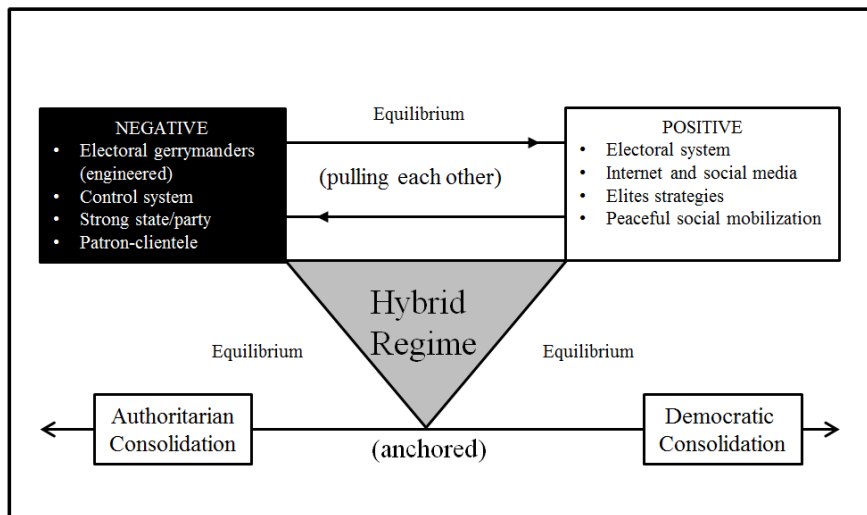 Equilibrium
NEGATIVE
• Electoral gerrymanders
(engineered)
• Control system
• Strong state/party
• Patron-clientele
(pulling each other)
POSITIVE
• Electoral system
• Internet and social media
• Elites strategies
• Peaceful social mobilization
Hybrid
Regime
Equilibrium
Equilibrium
Authoritarian
Consolidation
(anchored)
Democratic
Consolidation